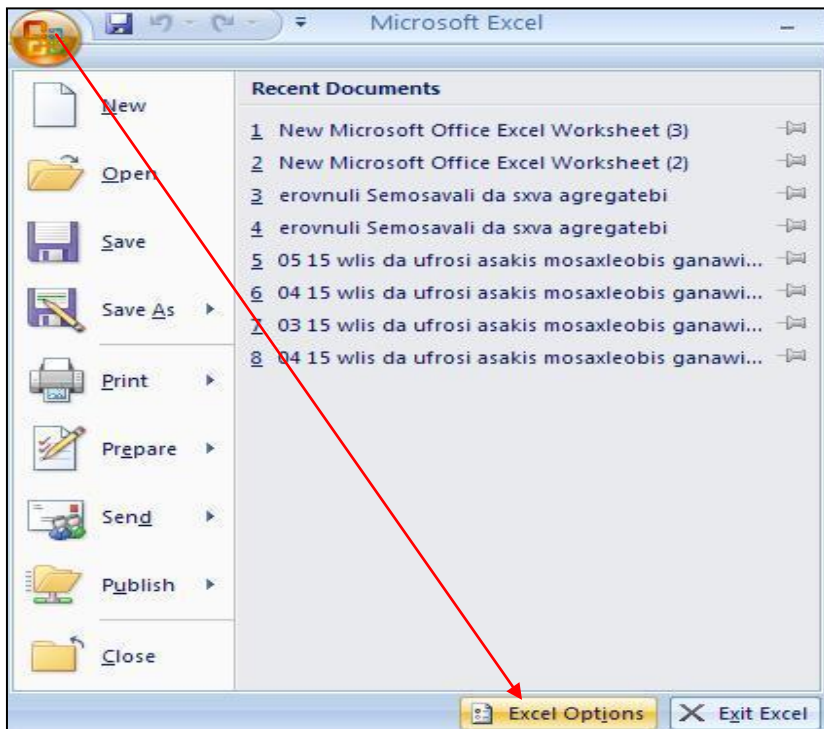 Microsoft Excel
New
Open
Save
Save As
Print
Prepare
Send
Publish
Close
Recent Documents
1 New Microsoft Office Excel Worksheet (3)
2 New Microsoft Office Excel Worksheet (2)
3 erovnuli Semosavali da sxva agregatebi
4 erovnuli Semosavali da sxva agregatebi
5 05 15 wlis da ufrosi asakis mosaxleobis ganawi...
6 04 15 wlis da ufrosi asakis mosaxleobis ganawi...
7 03 15 wlis da ufrosi asakis mosaxleobis ganawi...
8 04 15 wlis da ufrosi asakis mosaxleobis ganawi...
Excel Options
Exit Excel